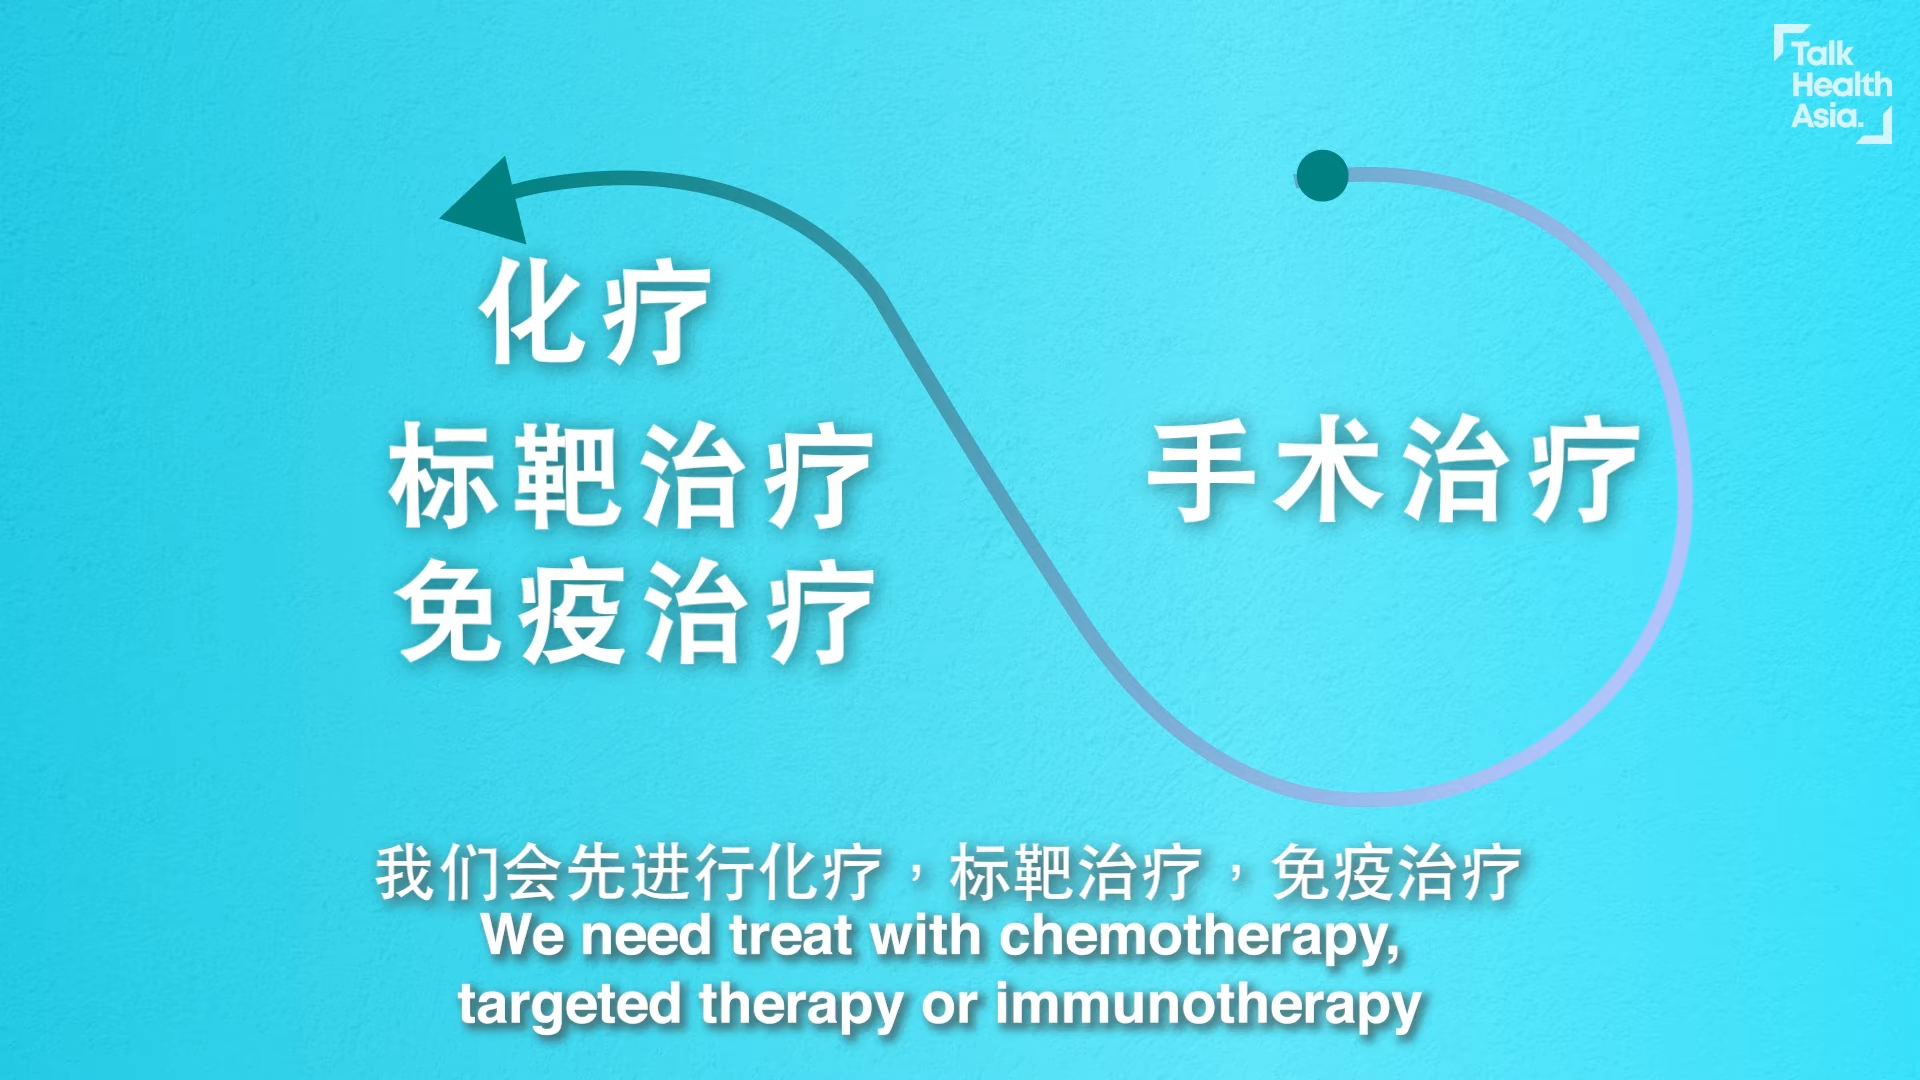 Talk
Health
Asia.
化疗
标靶治疗
免疫治疗
手术治疗
我们会先进行化疗，标靶治疗，免疫治疗
We need treat with chemotherapy,
targeted therapy or immunotherapy